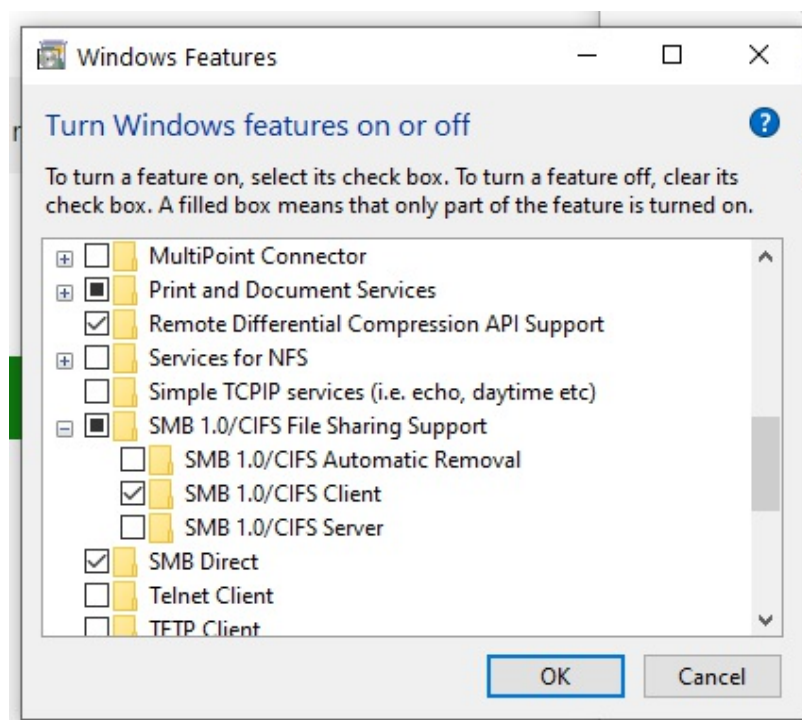 Windows Features
Turn Windows features on or off
To turn a feature on, select its check box. To turn a feature off, clear its
check box. A filled box means that only part of the feature is turned on.
MultiPoint Connector
Print and Document Services
Remote Differential Compression API Support
Services for NFS
Simple TCPIP services (i.e. echo, daytime etc)
SMB 1.0/CIFS File Sharing Support
SMB 1.0/CIFS Automatic Removal
SMB 1.0/CIFS Client
SMB 1.0/CIFS Server
SMB Direct
Telnet Client
TFTP Client
OK
Cancel